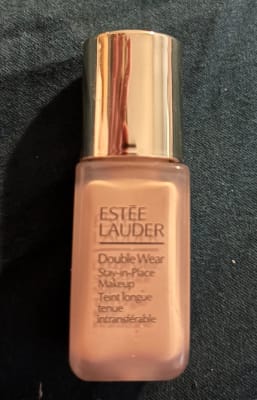 ESTĒE
LAUDER
Double Wear
Stay-in-Place
Makeup
Teint longue
tenue
intransférable